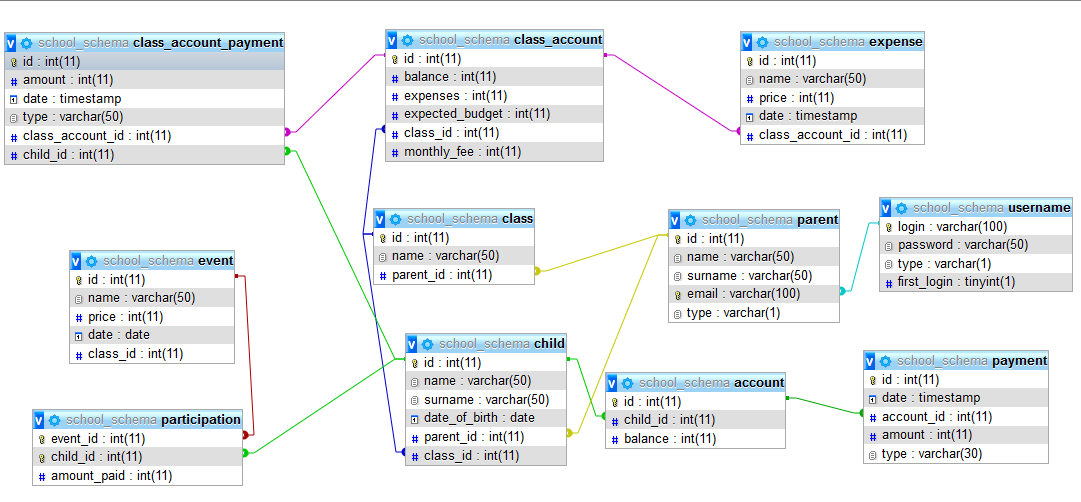 school_schema class_account_payment
id : int(11)
amount : int(11)
date : timestamp
type : varchar(50)
class_account_id : int(11)
child_id : int(11)
school_schema class_account
id : int(11)
balance : int(11)
expenses : int(11)
expected_budget : int(11)
class_id : int(11)
monthly_fee : int(11)
school_schema expense
id : int(11)
name : varchar(50)
price : int(11)
date : timestamp
class_account_id : int(11)
school_schema class
id : int(11)
name : varchar(50)
parent_id : int(11)
school_schema parent
id : int(11)
name : varchar(50)
surname : varchar(50)
email : varchar(100)
type : varchar(1)
school_schema username
login : varchar(100)
password : varchar(50)
type : varchar(1)
first_login : tinyint(1)
school_schema event
id : int(11)
name : varchar(50)
price : int(11)
date : date
class_id : int(11)
school_schema child
id : int(11)
name : varchar(50)
surname : varchar(50)
date_of_birth : date
parent_id : int(11)
class_id : int(11)
school_schema account
id : int(11)
child_id : int(11)
balance : int(11)
school_schema payment
id : int(11)
date : timestamp
account_id : int(11)
amount : int(11)
type : varchar(30)
school_schema participation
event_id : int(11)
child_id : int(11)
amount_paid : int(11)